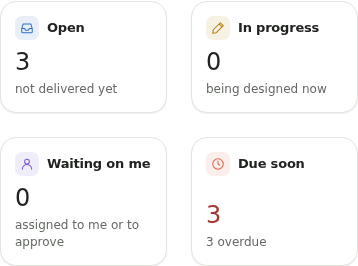 Open
3
not delivered yet
In progress
0
being designed now
Waiting on me
0
assigned to me or to
approve
Due soon
3
3 overdue